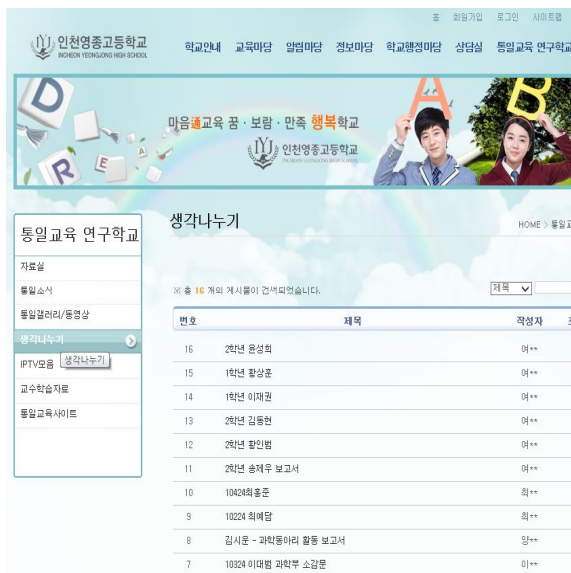 홈 회원가입 로그인 사이트맵
IYJ 인천영종고등학교
INCHEON YEONGJONG HIGH SCHOOL
학교안내 교육마당 알림마당 정보마당 학교행정마당 상담실 통일교육 연구학교
D R E A
A B
마음通교육 꿈·보람·만족 행복학교
IYJ 인천영종고등학교
INCHEON YEONGJONG HIGH SCHOOL
통일교육 연구학교
자료실
통일소식
통일갤러리/동영상
생각나누기
생각나누기
IPTV모음
교수학습자료
통일교육사이트
생각나누기
HOME > 통일교
※ 총 16 개의 게시물이 검색되었습니다.
제목
번호 제목 작성자
16 2학년 윤성희 여**
15 1학년 황상훈 여**
14 1학년 이재권 여**
13 2학년 김동현 여**
12 2학년 황인범 여**
11 2학년 송제우 보고서 여**
10 10424최홍준 최**
9 10224 최예담 최**
8 김시운 - 과학동아리 활동 보고서 양**
7 10324 이대범 과학부 소감문 이**